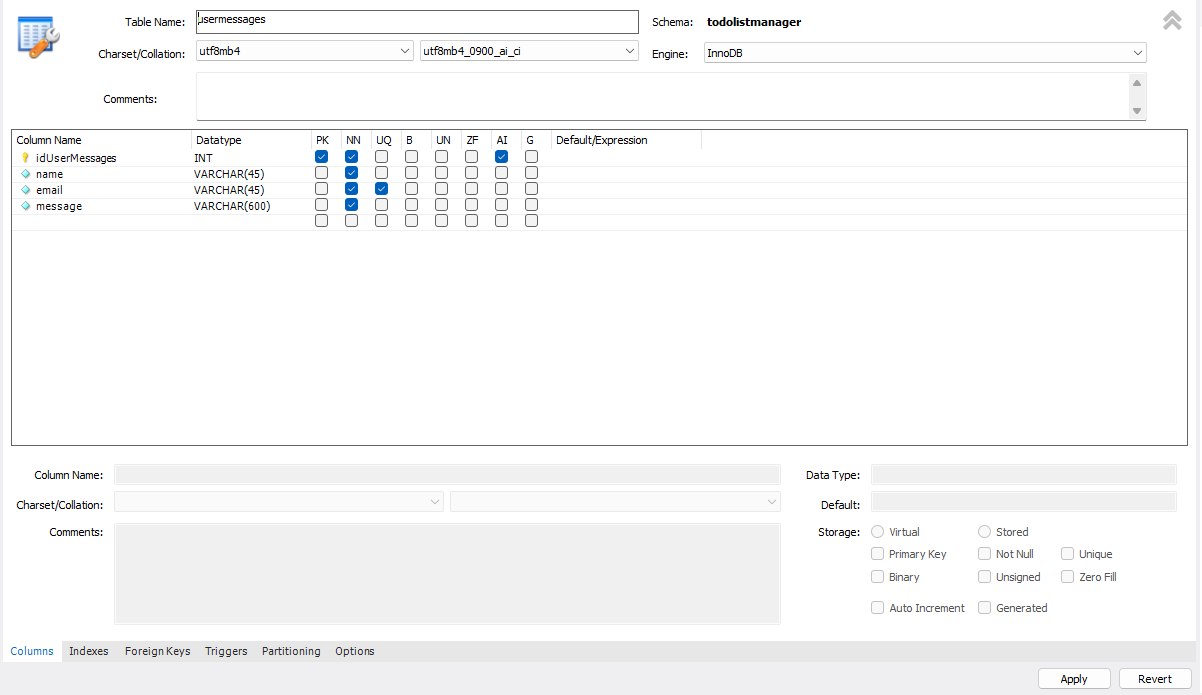 Table Name: usermessages Schema: todolistmanager
Charset/Collation: utf8mb4 utf8mb4_0900_ai_ci Engine: InnoDB
Comments:
Column Name Datatype PK NN UQ B UN ZF AI G Default/Expression
idUserMessages INT
name VARCHAR(45)
email VARCHAR(45)
message VARCHAR(600)
Column Name: Data Type:
Charset/Collation: Default:
Comments: Storage: Virtual Stored
Primary Key Not Null Unique
Binary Unsigned Zero Fill
Auto Increment Generated
Columns Indexes Foreign Keys Triggers Partitioning Options
Apply Revert